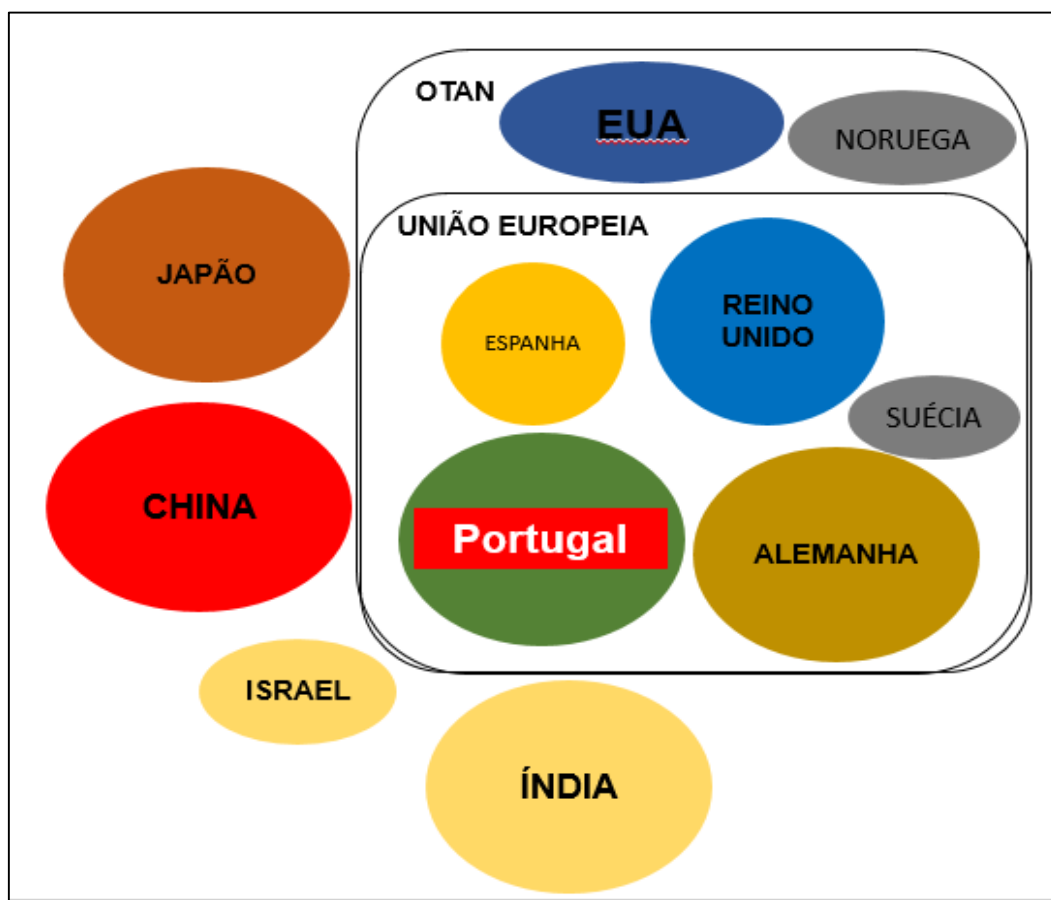 OTAN
EUA
NORUEGA
UNIÃO EUROPEIA
JAPÃO
REINO
UNIDO
ESPANHA
SUÉCIA
CHINA
Portugal
ALEMANHA
ISRAEL
ÍNDIA